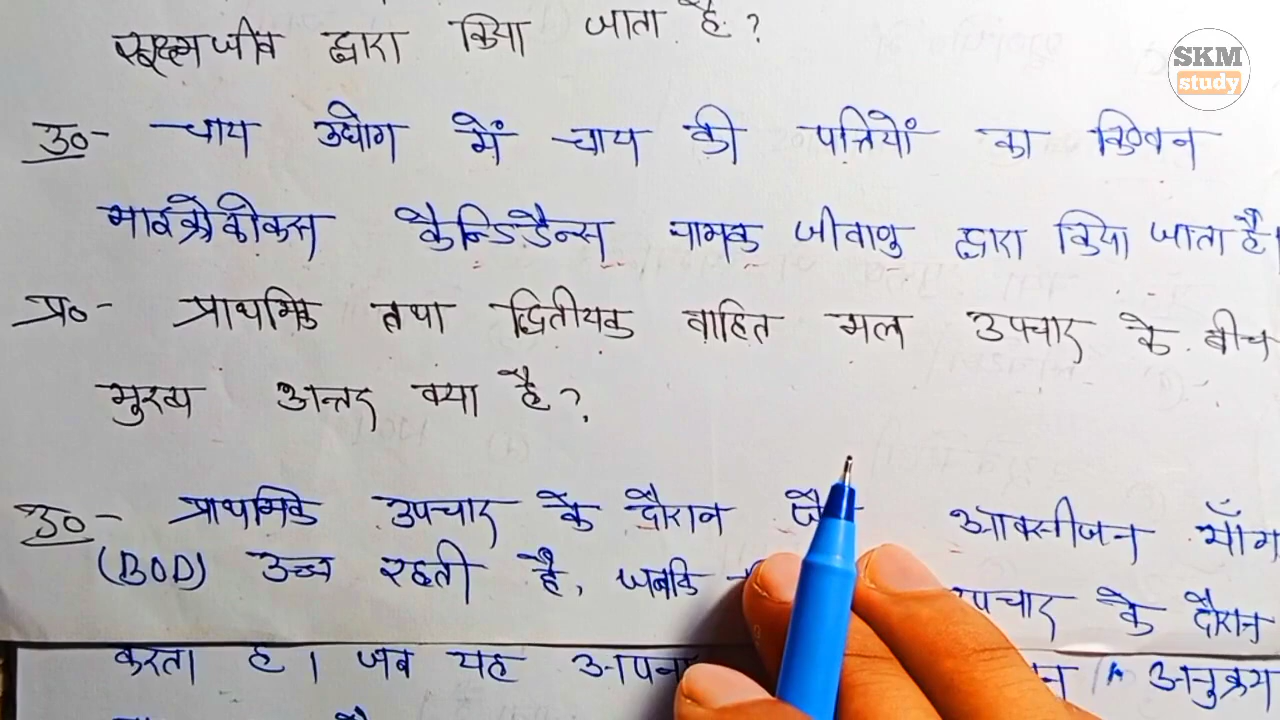 सूक्ष्मजीव द्वारा किया जाता है?
SKM
study
उ०- चाय उद्योग में चाय की पत्तियों का किण्वन
माइक्रोकोकस कैन्डिडैन्स नामक जीवाणु द्वारा किया जाता है।
प्र०- प्राथमिक तथा द्वितीयक वाहित मल उपचार के बीच
मुख्य अन्तर क्या है?
उ०- प्राथमिक उपचार के दौरान आक्सीजन माँग
(BOD) उच्च रहती है, जबकि उपचार के दौरान
करता है। जब यह अनुक्रम